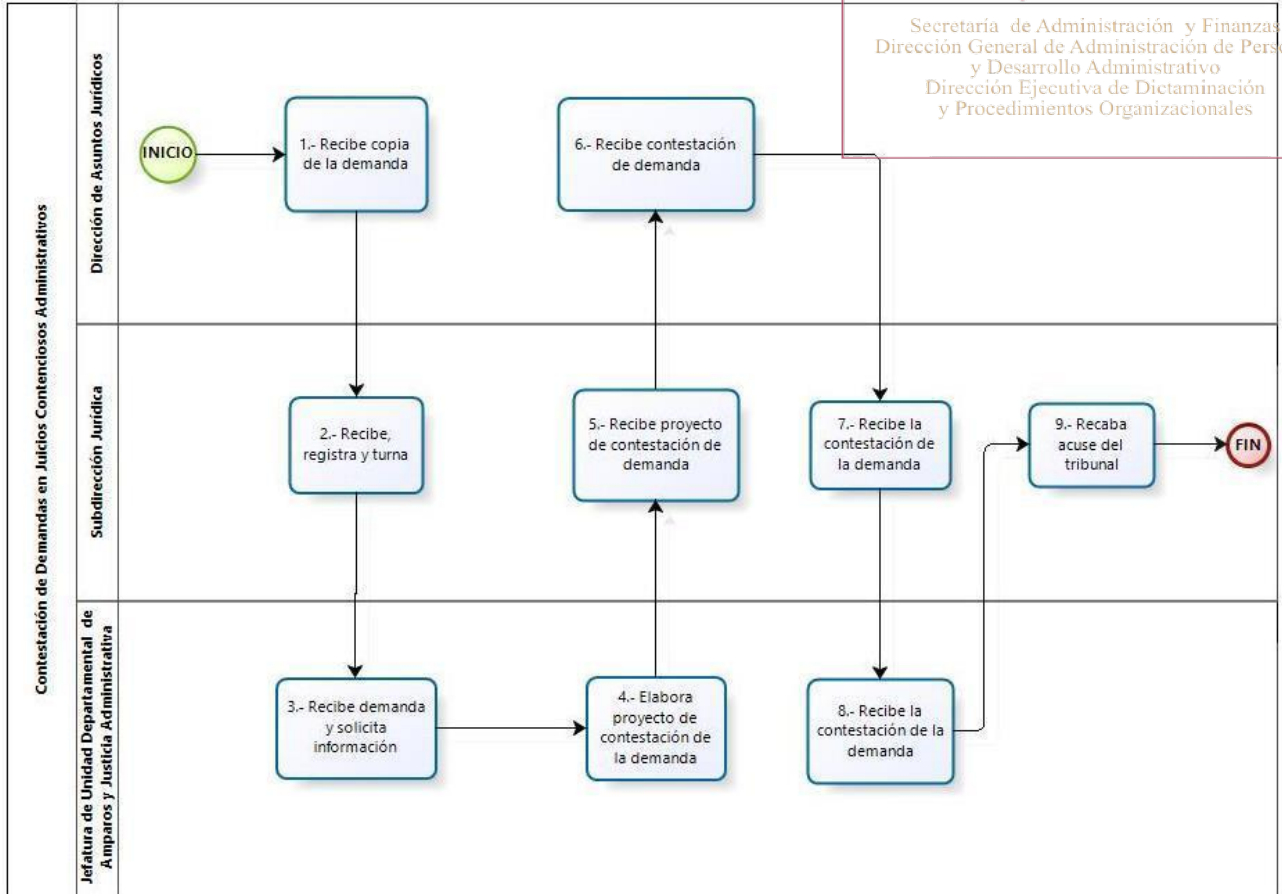 Secretaría de Administración y Finanzas
Dirección General de Administración de
y Desarrollo Administrativo
Dirección Ejecutiva de Dictaminación
y Procedimientos Organizacionales
Contestación de Demandas en Juicios Contenciosos Administrativos
Dirección de Asuntos Jurídicos
INICIO
1.- Recibe copia
de la demanda
6.- Recibe contestación
de demanda
Subdirección Jurídica
2.- Recibe,
registra y turna
5.- Recibe proyecto
de contestación de
demanda
7.- Recibe la
contestación de
la demanda
9.- Recaba
acuse del
tribunal
FIN
Jefatura de Unidad Departamental de
Amparos y Justicia Administrativa
3.- Recibe demanda
y solicita
información
4.- Elabora
proyecto de
contestación de
la demanda
8.- Recibe la
contestación de la
demanda